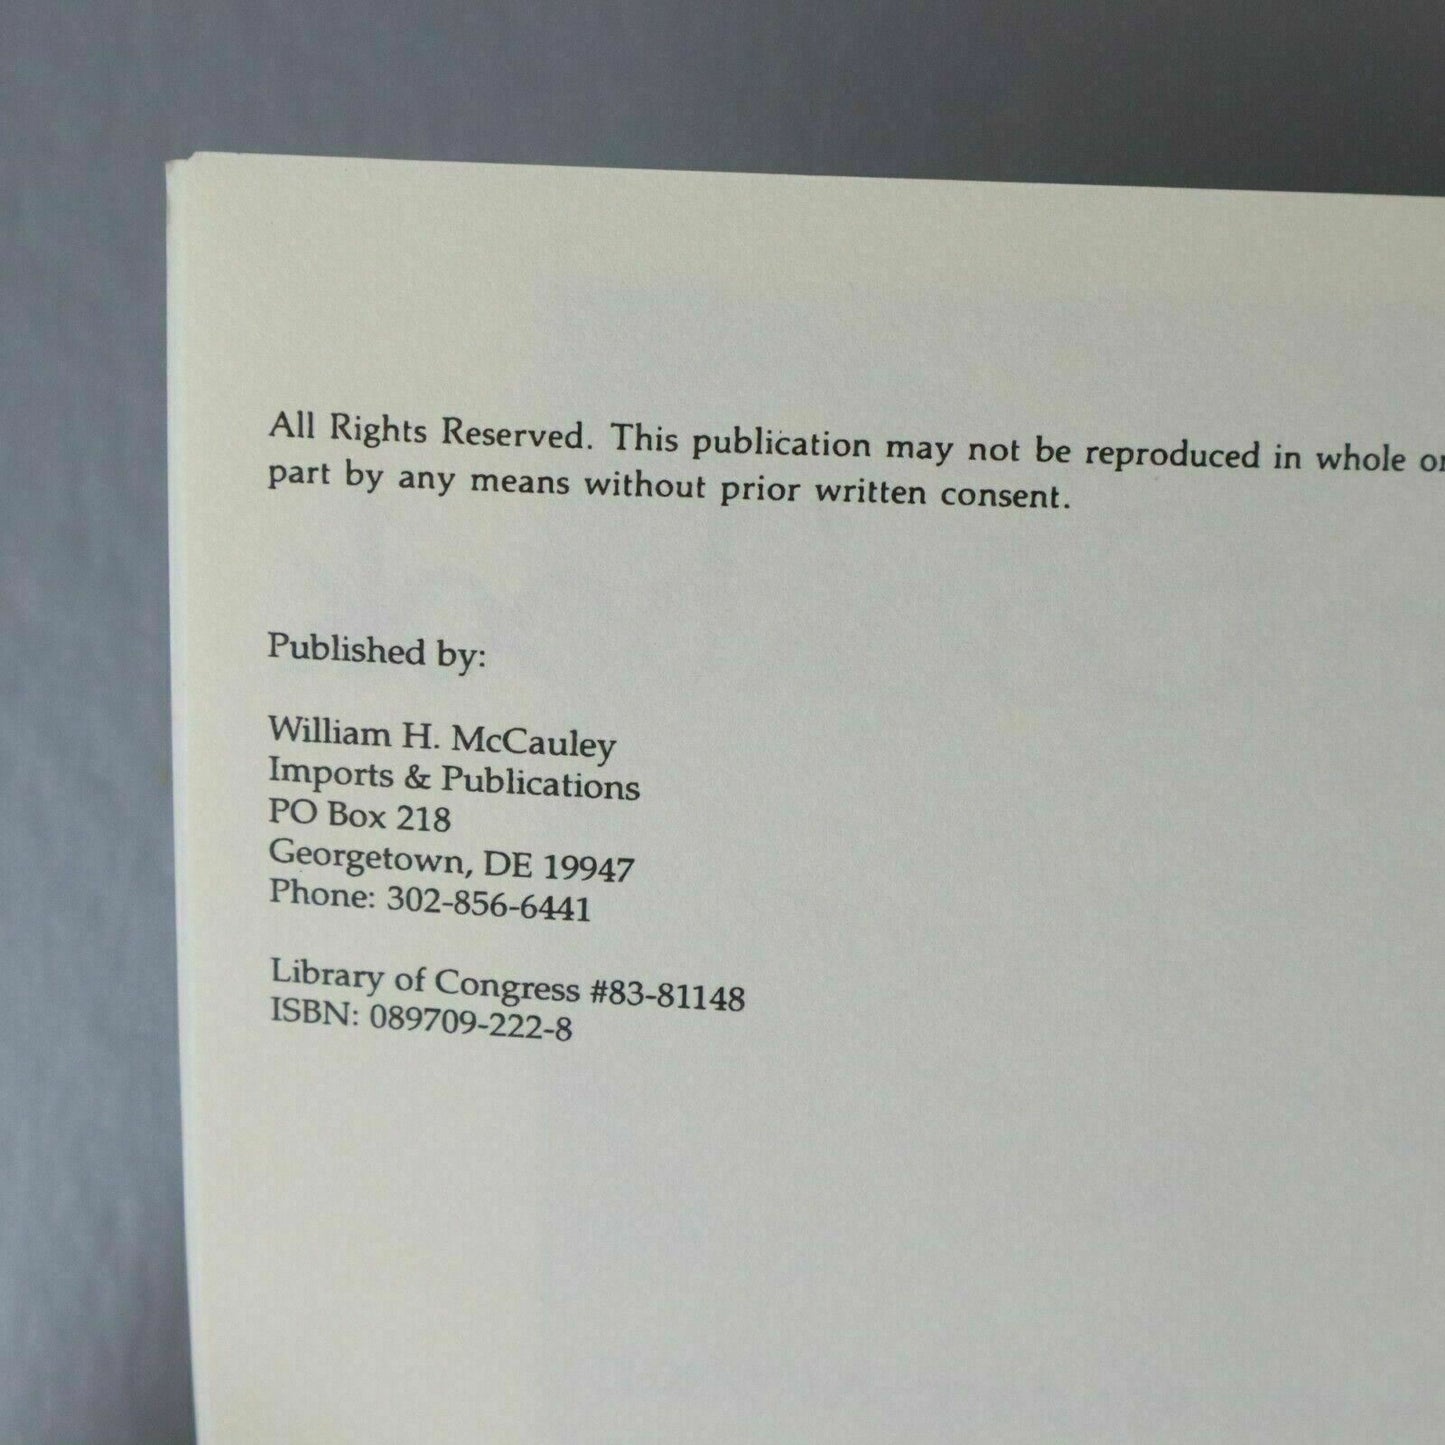 All Rights Reserved. This publication may not be reproduced in whole or
part by any means without prior written consent.
Published by:
William H. McCauley
Imports & Publications
PO Box 218
Georgetown, DE 19947
Phone: 302-856-6441
Library of Congress #83-81148
ISBN: 089709-222-8